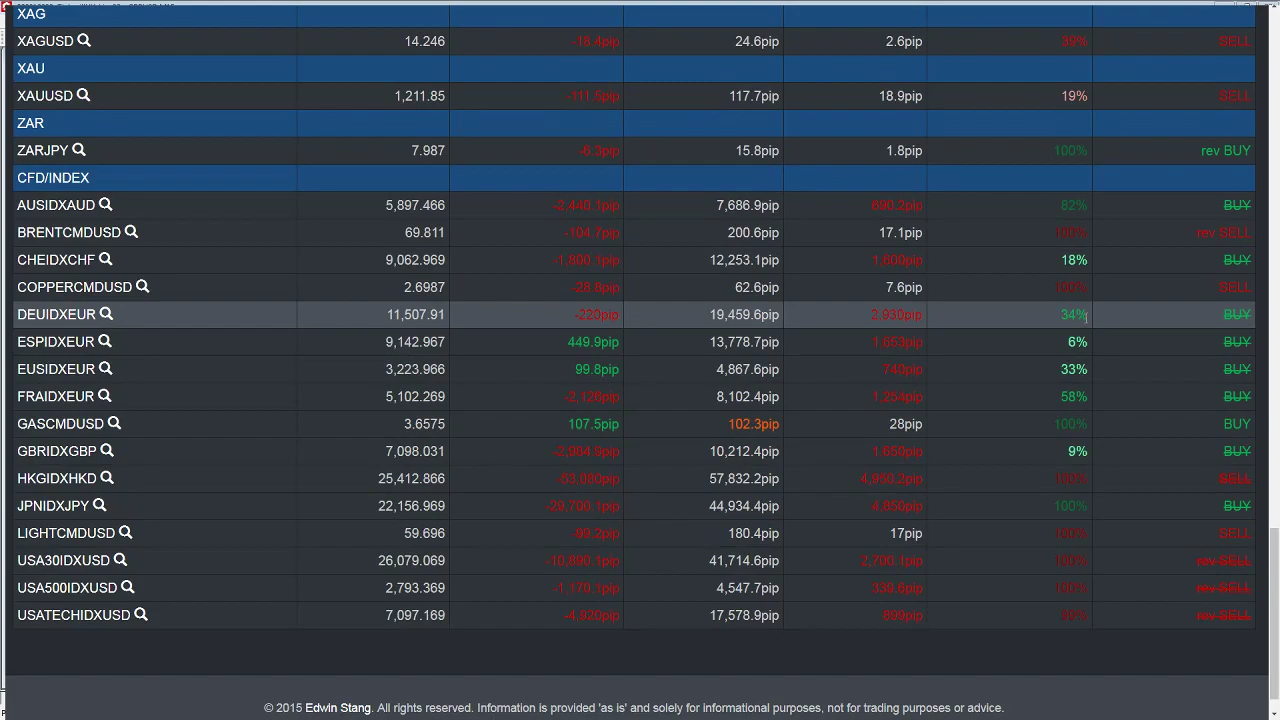 XAG
XAGUSD 14.246 -18.4pip 24.6pip 2.6pip SELL
XAU
XAUUSD 1,211.85 -111.5pip 117.7pip 18.9pip 19% SELL
ZAR
ZARJPY 7.987 -6.3pip 15.8pip 1.8pip 100% rev BUY
CFD/INDEX
AUSIDXAUD 5,897.466 -2,440.1pip 7,686.9pip 690.2pip 82% BUY
BRENTCMDUSD 69.811 -104.7pip 200.6pip 17.1pip 100% rev SELL
CHEIDXCHF 9,062.969 -1,800.1pip 12,253.1pip 1,609pip 18% BUY
COPPERCMDUSD 2.6987 -28.8pip 62.6pip 7.6pip 100% SELL
DEUIDXEUR 11,507.91 -220pip 19,459.6pip 2,930pip 34% BUY
ESPIDXEUR 9,142.967 449.9pip 13,778.7pip 1,653pip 6% BUY
EUSIDXEUR 3,223.966 99.8pip 4,867.6pip 740pip 33% BUY
FRAIDXEUR 5,102.269 -2,126pip 8,102.4pip 1,254pip 58% BUY
GASCMDUSD 3.6575 107.5pip 102.3pip 28pip 100% BUY
GBRIDXGBP 7,098.031 -2,984.9pip 10,212.4pip 1,650pip 9% BUY
HKGIDXHKD 25,412.866 -53,080pip 57,832.2pip 4,950.2pip 100% SELL
JPNIDXJPY 22,156.969 -29,700.1pip 44,934.4pip 4,850pip 100% BUY
LIGHTCMDUSD 59.696 -99.2pip 180.4pip 17pip 100% SELL
USA30IDXUSD 26,079.069 -10,890.1pip 41,714.6pip 2,700.1pip 100% rev SELL
USA500IDXUSD 2,793.369 -1,170.1pip 4,547.7pip 339.6pip 100% rev SELL
USATECHIDXUSD 7,097.169 -4,920pip 17,578.9pip 899pip rev SELL
© 2015 Edwin Stang. All rights reserved. Information is provided 'as is' and solely for informational purposes, not for trading purposes or advice.